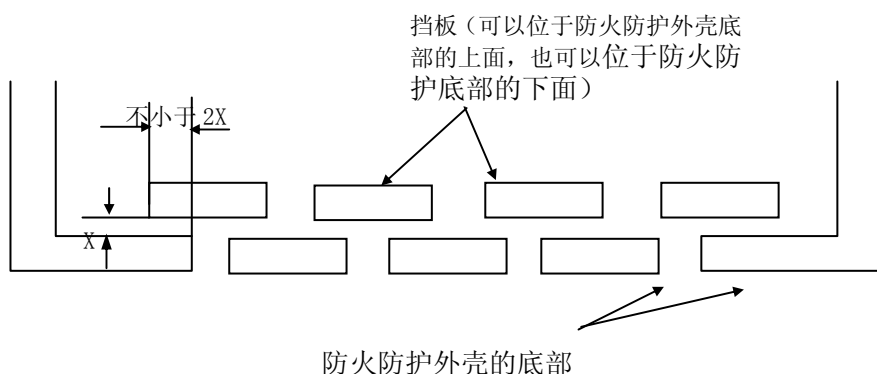 挡板（可以位于防火防护外壳底
部的上面，也可以位于防火防
护底部的下面）
不小于 2X
X
防火防护外壳的底部